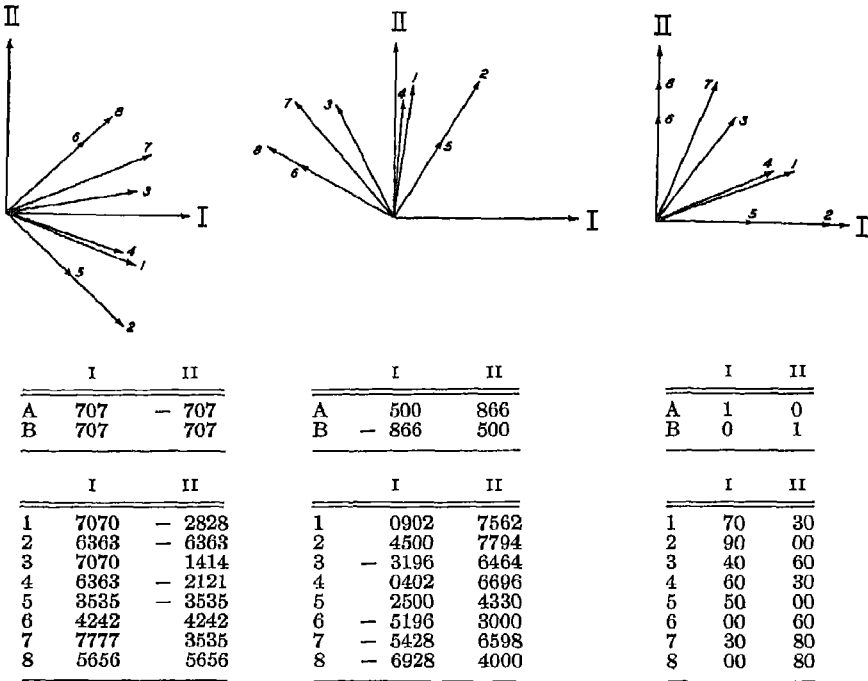 II
8
6
7
3
I
4
1
5
2
I II
A 707 – 707
B 707 707
I II
1 7070 – 2828
2 6363 – 6363
3 7070 1414
4 6363 – 2121
5 3535 – 3535
6 4242 4242
7 7777 3535
8 5656 5656
II
2
1
4
3
7
5
8
6
I
I II
A 500 866
B – 866 500
I II
1 0902 7562
2 4500 7794
3 – 3196 6464
4 0402 6696
5 2500 4330
6 – 5196 3000
7 – 5428 6598
8 – 6928 4000
II
8
7
6
3
4
1
5
2
I
I II
A 1 0
B 0 1
I II
1 70 30
2 90 00
3 40 60
4 60 30
5 50 00
6 00 60
7 30 80
8 00 80